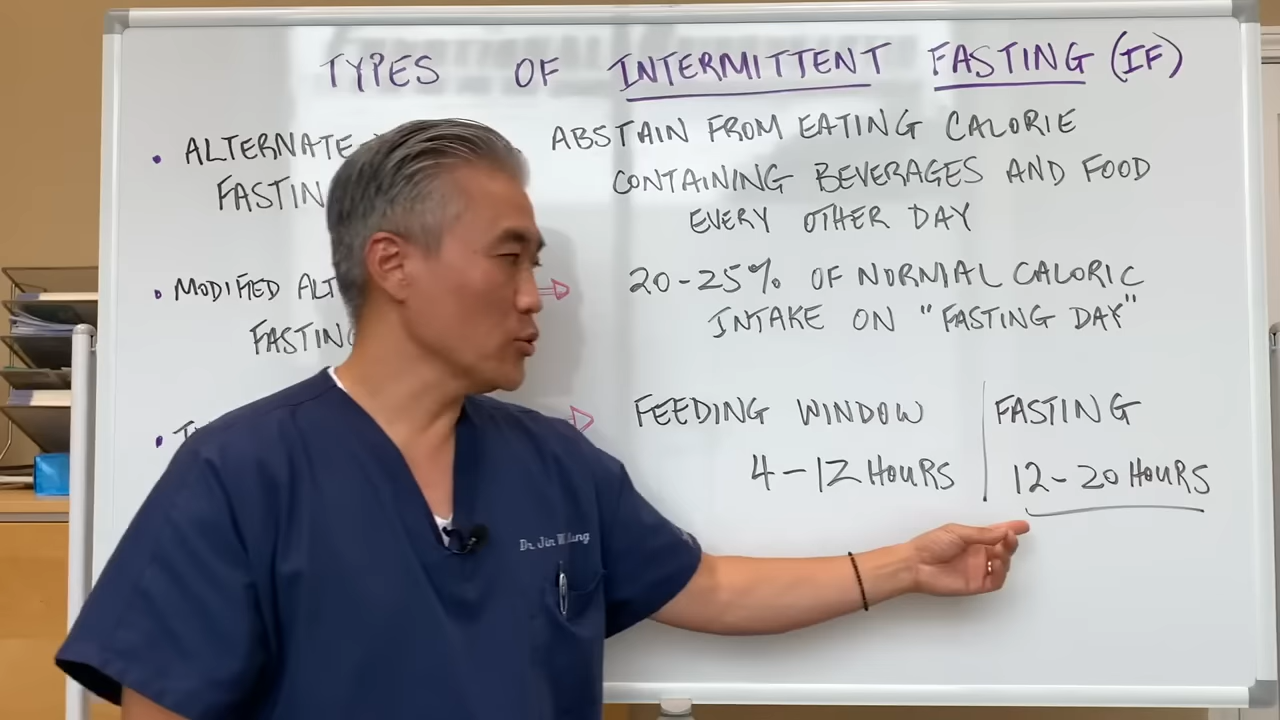 TYPES OF INTERMITTENT FASTING (IF)
• ALTERNATE
FASTIN
ABSTAIN FROM EATING CALORIE
CONTAINING BEVERAGES AND FOOD
EVERY OTHER DAY
• MODIFIED ALT
FASTING
20-25% OF NORMAL CALORIC
INTAKE ON "FASTING DAY"
FEEDING WINDOW | FASTING
4-12 HOURS | 12-20 HOURS
Dr. Jin W